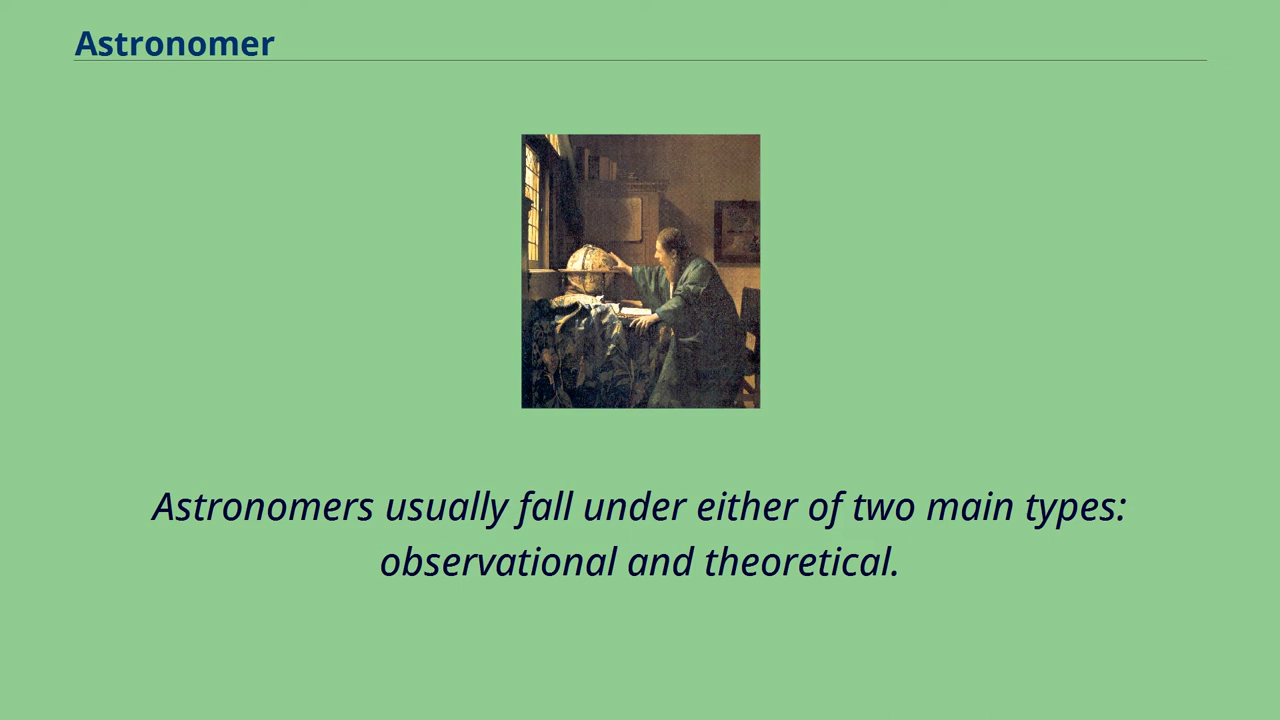 Astronomer
Astronomers usually fall under either of two main types:
observational and theoretical.